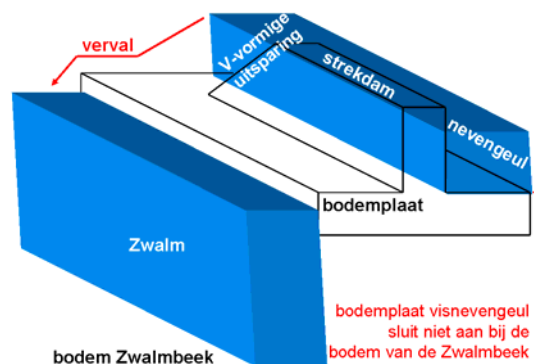 verval
V-vormige
uitsparing
strekdam
nevengeul
bodemplaat
Zwalm
bodemplaat visnevengeul
sluit niet aan bij de
bodem van de Zwalmbeek
bodem Zwalmbeek